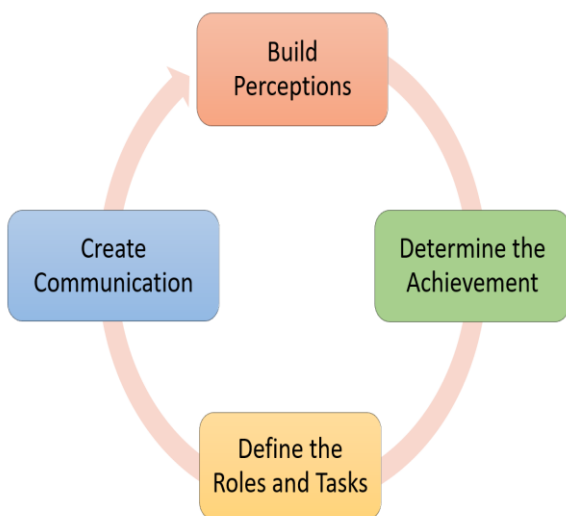 Build
Perceptions
Determine the
Achievement
Define the
Roles and Tasks
Create
Communication